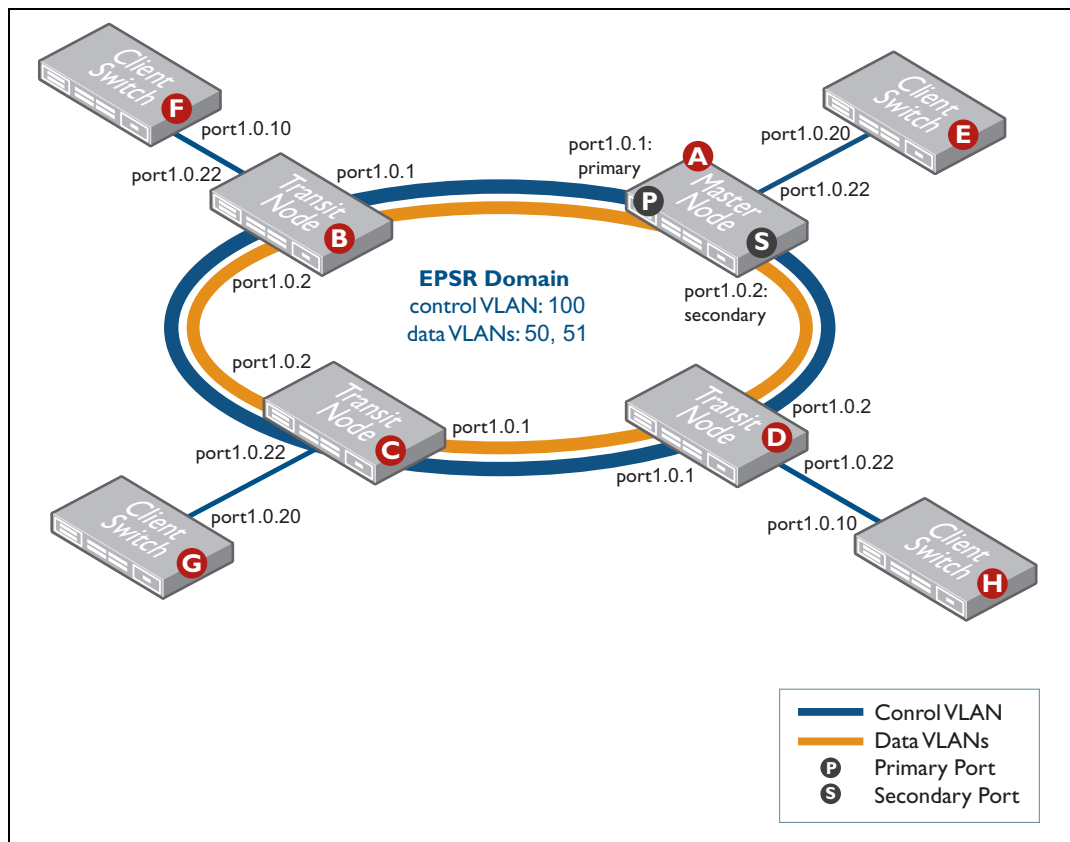 Client
Switch
F
port1.0.10
port1.0.22
Transit
Node
B
port1.0.1
port1.0.2
port1.0.1:
primary
A
Master
Node
P
S
port1.0.20
port1.0.22
Client
Switch
E
EPSR Domain
control VLAN: 100
data VLANs: 50, 51
port1.0.2:
secondary
port1.0.2
Transit
Node
C
port1.0.1
port1.0.22
port1.0.20
Client
Switch
G
Transit
Node
D
port1.0.2
port1.0.1
port1.0.22
port1.0.10
Client
Switch
H
Conrol VLAN
Data VLANs
P Primary Port
S Secondary Port